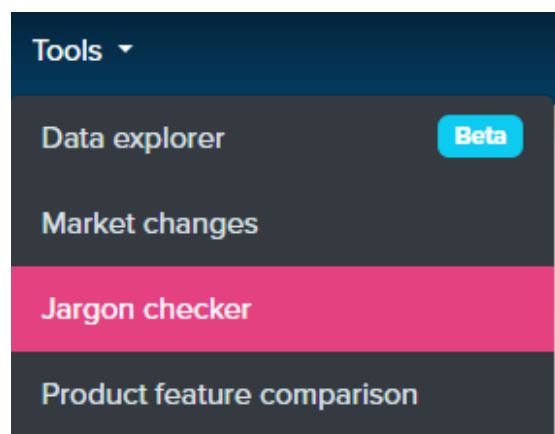 Tools
Data explorer Beta
Market changes
Jargon checker
Product feature comparison